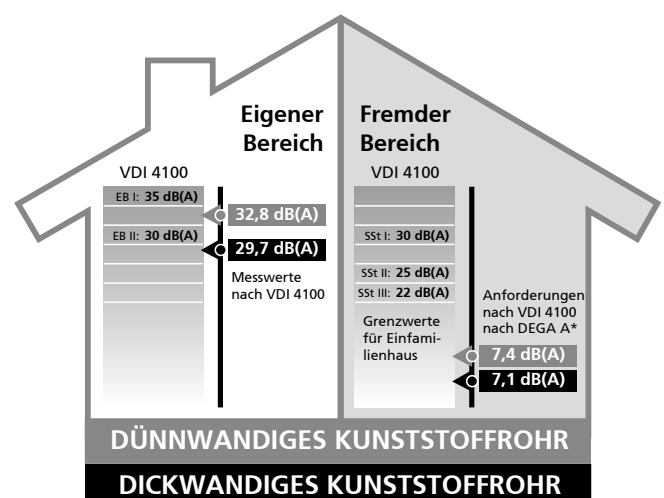 Eigener
Bereich
VDI 4100
EB I: 35 dB(A)
32,8 dB(A)
EB II: 30 dB(A)
29,7 dB(A)
Messwerte
nach VDI 4100
Fremder
Bereich
VDI 4100
SSt I: 30 dB(A)
SSt II: 25 dB(A)
SSt III: 22 dB(A)
Grenzwerte
für Einfami-
lienhaus
Anforderungen
nach VDI 4100
nach DEGA A*
7,4 dB(A)
7,1 dB(A)
DÜNNWANDIGES KUNSTSTOFFROHR
DICKWANDIGES KUNSTSTOFFROHR